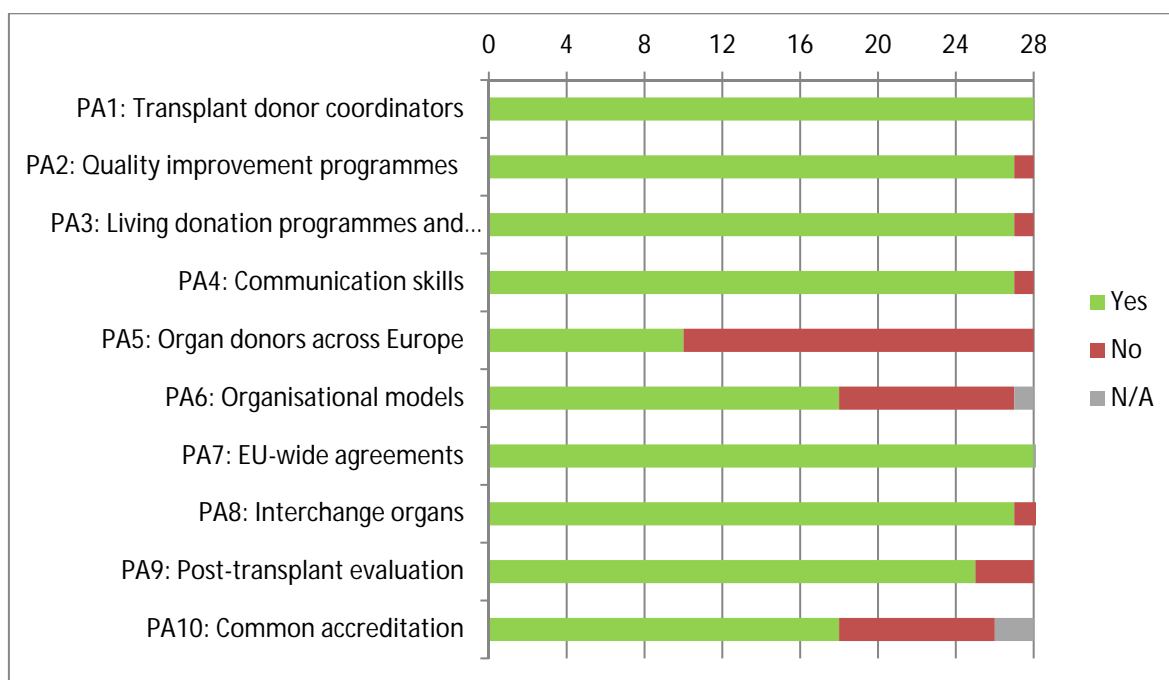 0 4 8 12 16 20 24 28
PA1: Transplant donor coordinators
PA2: Quality improvement programmes
PA3: Living donation programmes and...
PA4: Communication skills
PA5: Organ donors across Europe
PA6: Organisational models
PA7: EU-wide agreements
PA8: Interchange organs
PA9: Post-transplant evaluation
PA10: Common accreditation
Yes
No
N/A